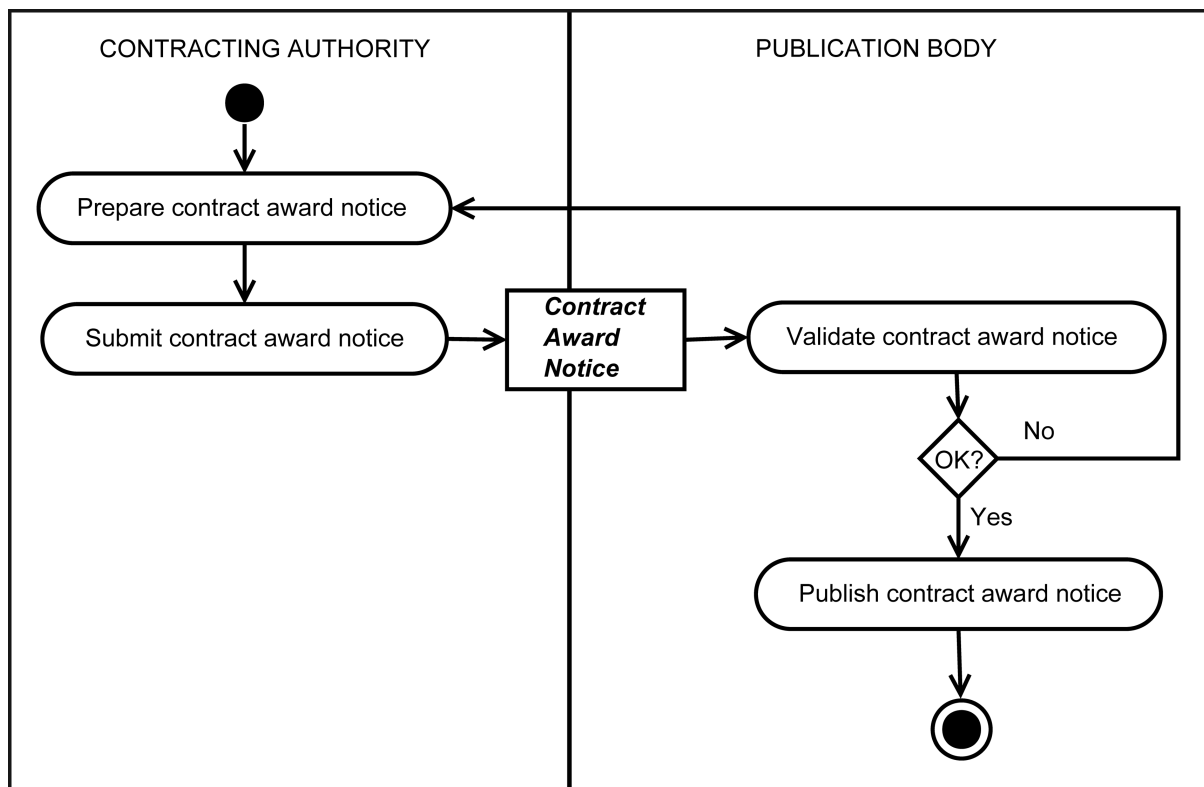 CONTRACTING AUTHORITY
PUBLICATION BODY
Prepare contract award notice
Submit contract award notice
Contract
Award
Notice
Validate contract award notice
OK?
No
Yes
Publish contract award notice